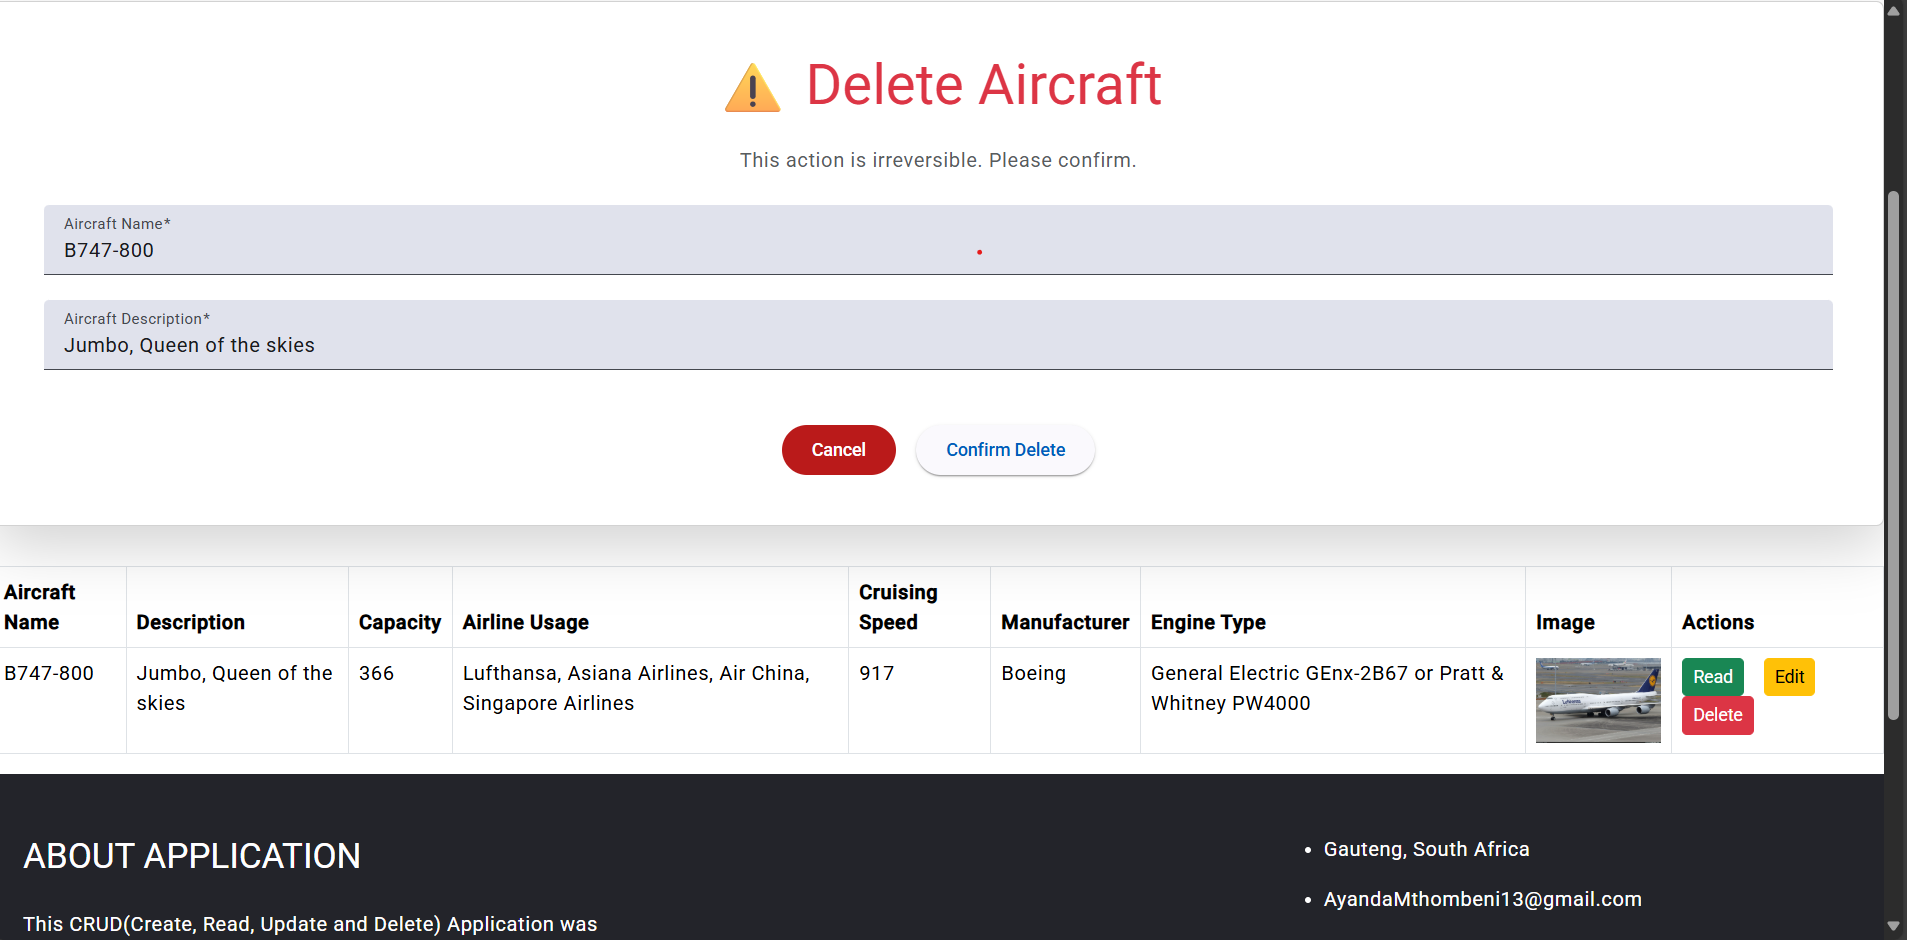 Delete Aircraft
This action is irreversible. Please confirm.
Aircraft Name*
B747-800
Aircraft Description*
Jumbo, Queen of the skies
Cancel
Confirm Delete
Aircraft
Name
Description
Capacity
Airline Usage
Cruising
Speed
Manufacturer
Engine Type
Image
Actions
B747-800
Jumbo, Queen of the
skies
366
Lufthansa, Asiana Airlines, Air China,
Singapore Airlines
917
Boeing
General Electric GEnx-2B67 or Pratt &
Whitney PW4000
Lufthansa
Read
Edit
Delete
ABOUT APPLICATION
This CRUD(Create, Read, Update and Delete) Application was
Gauteng, South Africa
AyandaMthombeni13@gmail.com